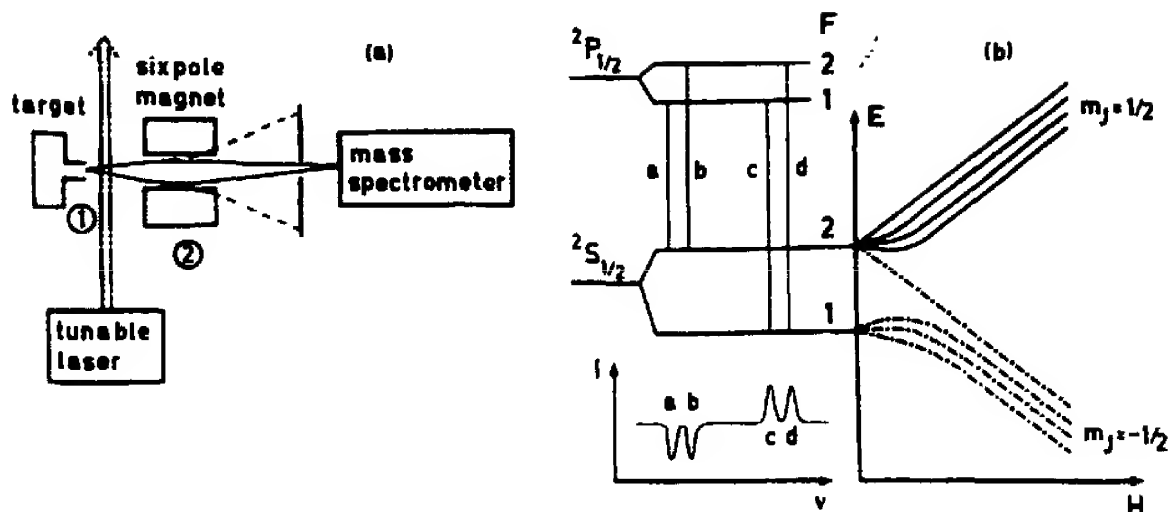 (a)
sixpole
magnet
target
mass
spectrometer
①
②
tunable
laser
(b)
F
²P₁/₂
2
1
E
m_j = 1/2
a b c d
2
²S₁/₂
1
I
a b
c d
ν
m_j = -1/2
H